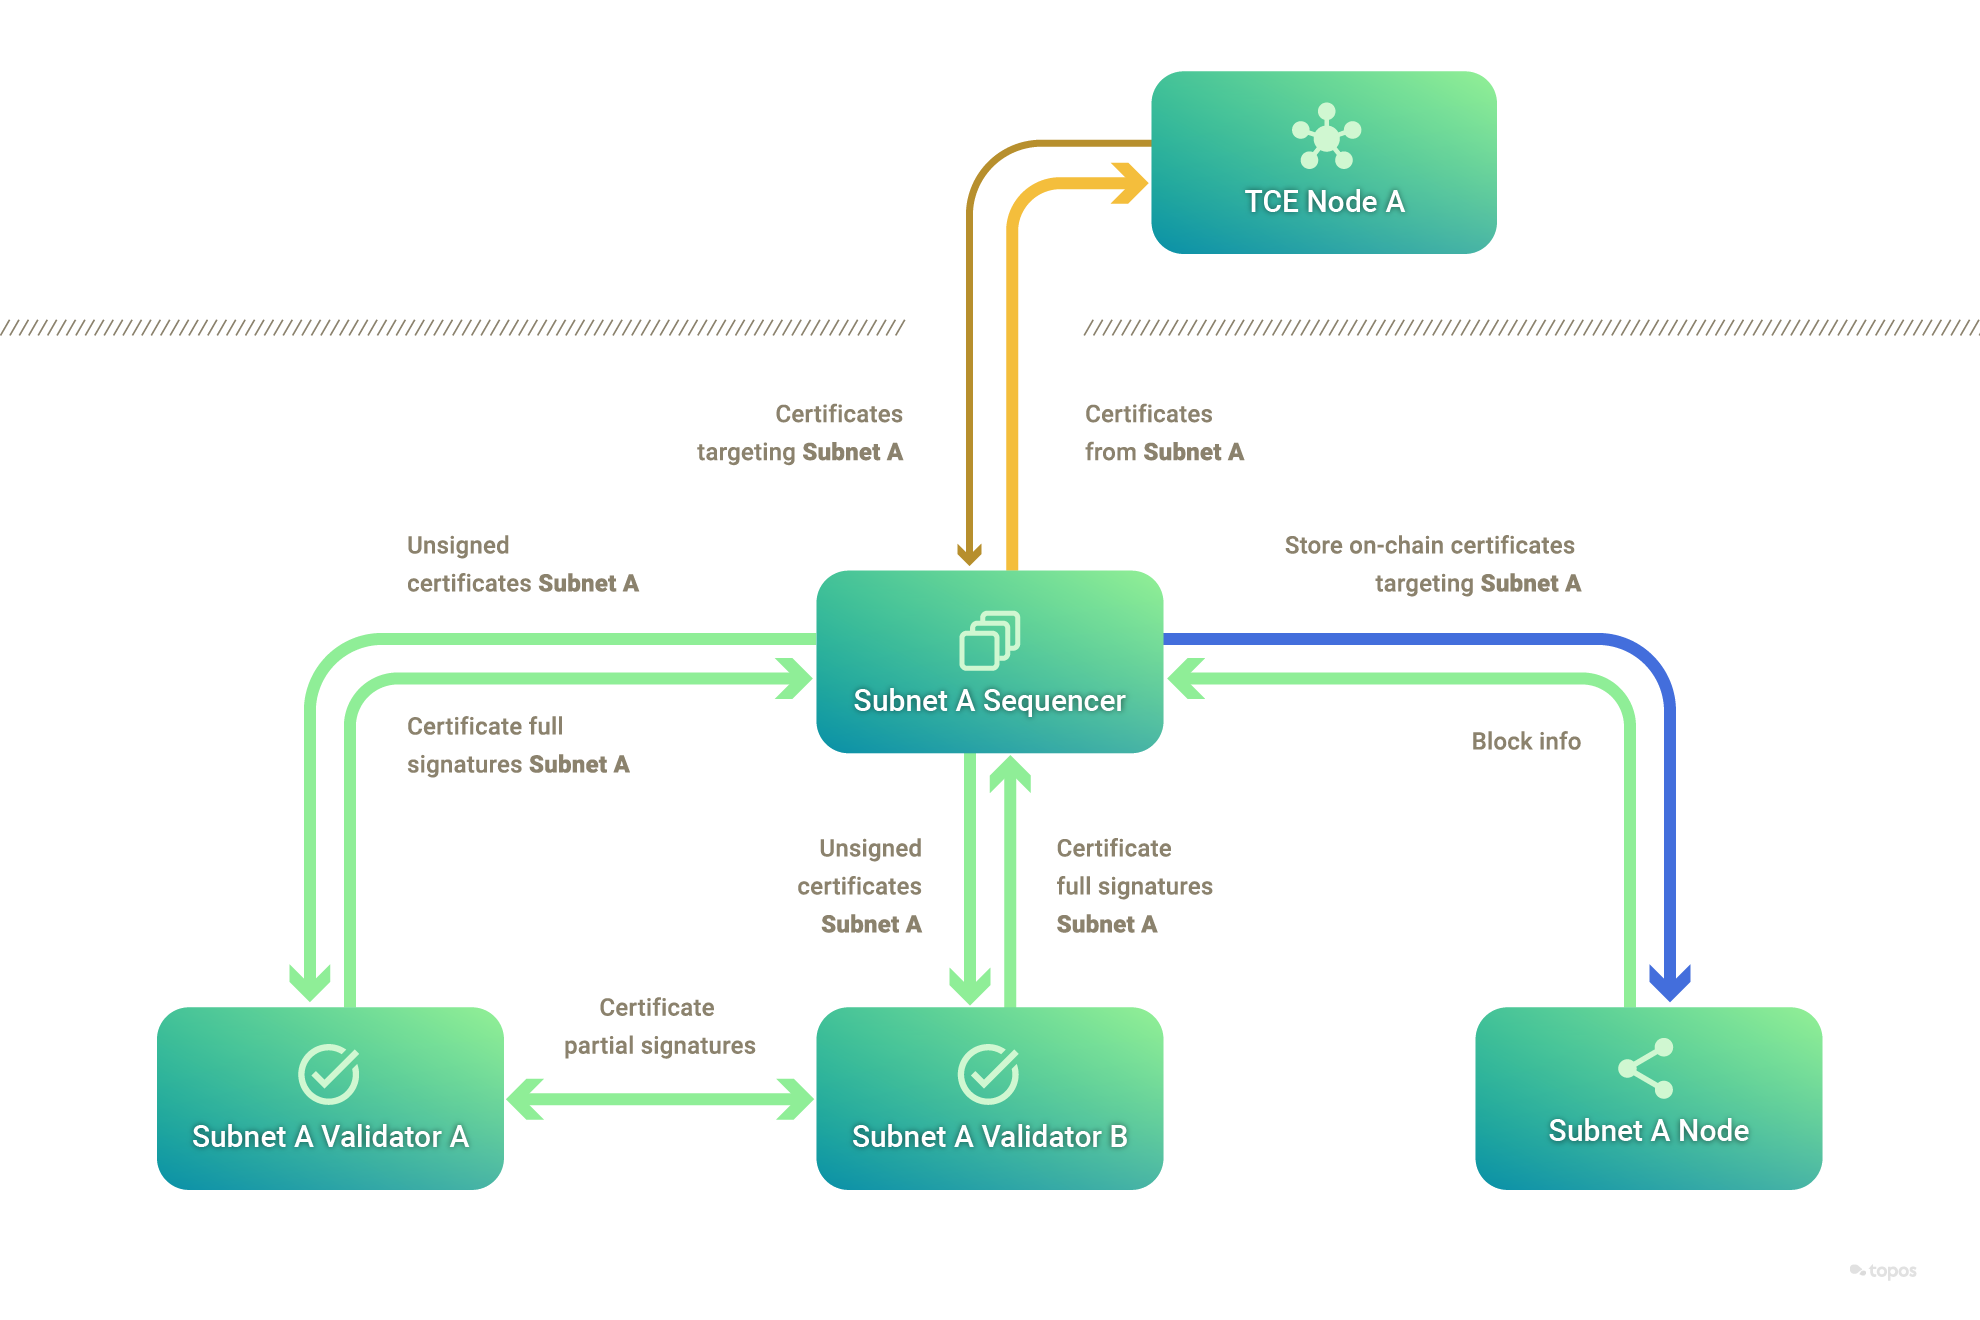 TCE Node A
Certificates
targeting Subnet A
Certificates
from Subnet A
Unsigned
certificates Subnet A
Store on-chain certificates
targeting Subnet A
Subnet A Sequencer
Certificate full
signatures Subnet A
Block info
Unsigned
certificates
Subnet A
Certificate
full signatures
Subnet A
Certificate
partial signatures
Subnet A Validator A
Subnet A Validator B
Subnet A Node
topos